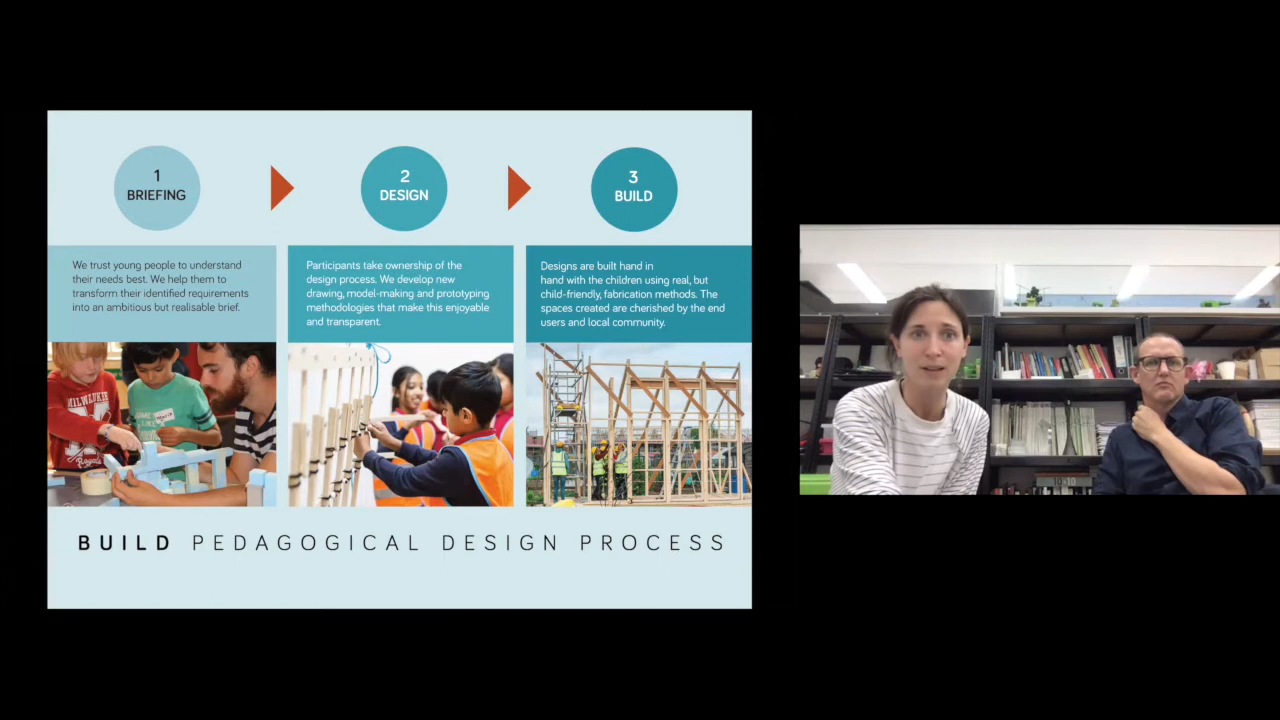 1
BRIEFING
2
DESIGN
3
BUILD
We trust young people to understand
their needs best. We help them to
transform their identified requirements
into an ambitious but realisable brief.
Participants take ownership of the
design process. We develop new
drawing, model-making and prototyping
methodologies that make this enjoyable
and transparent.
Designs are built hand in
hand with the children using real, but
child-friendly, fabrication methods. The
spaces created are cherished by the end
users and local community.
MILWAUKIE
Royals
BUILD PEDAGOGICAL DESIGN PROCESS